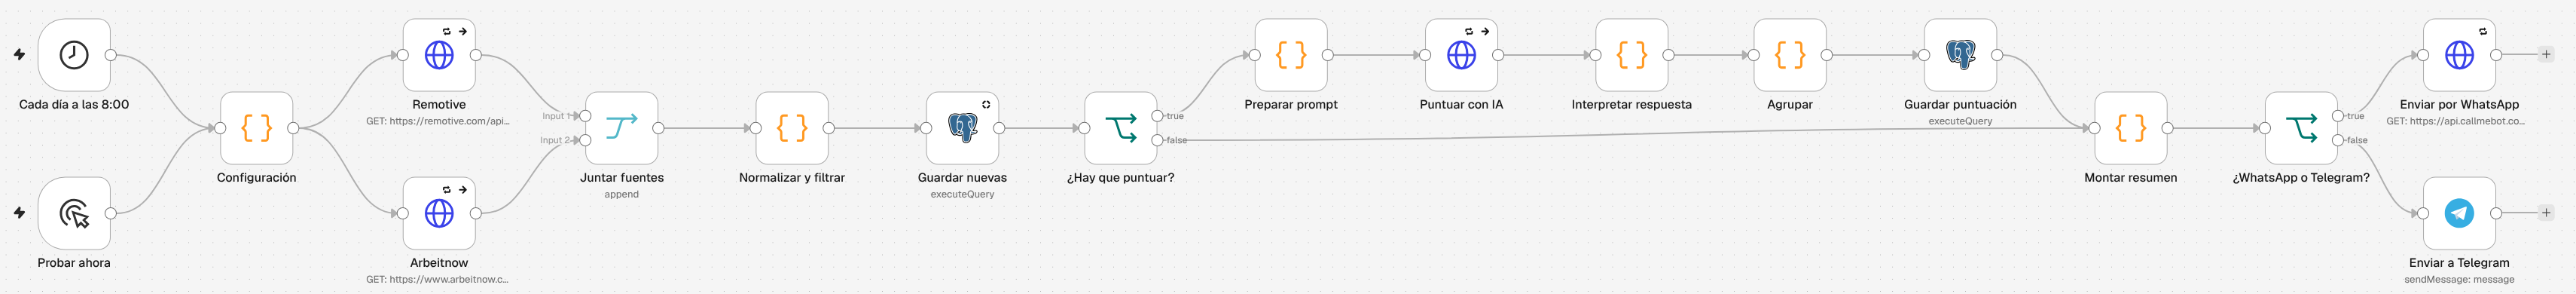 Cada día a las 8:00
Probar ahora
Configuración
Remotive
GET: https://remotive.com/api...
Arbeitnow
GET: https://www.arbeitnow.c...
Input 1
Input 2
Juntar fuentes
append
Normalizar y filtrar
Guardar nuevas
executeQuery
¿Hay que puntuar?
true
false
Preparar prompt
Puntuar con IA
Interpretar respuesta
Agrupar
Guardar puntuación
executeQuery
Montar resumen
¿WhatsApp o Telegram?
true
false
Enviar por WhatsApp
GET: https://api.callmebot.co...
Enviar a Telegram
sendMessage: message